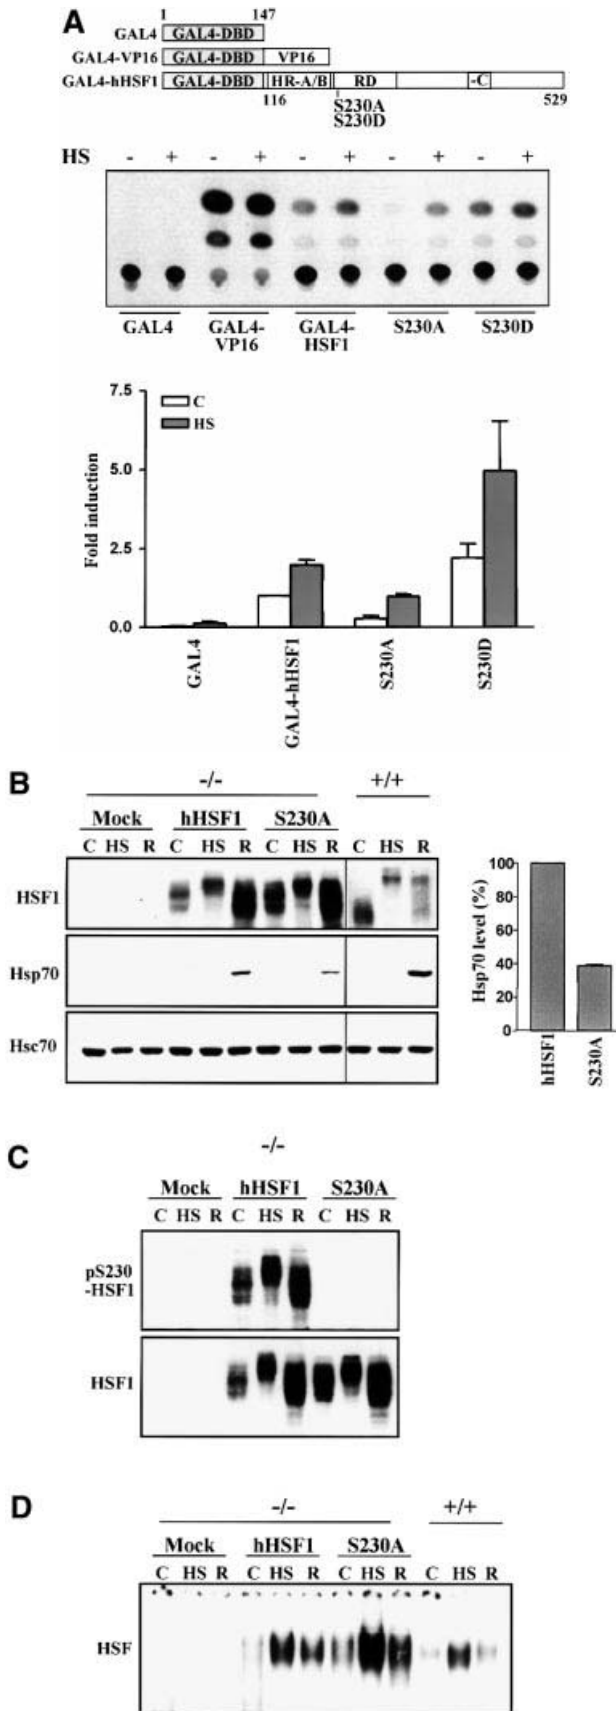 A
1 147
GAL4 GAL4-DBD
GAL4-VP16 GAL4-DBD VP16
GAL4-hHSF1 GAL4-DBD HR-A/B RD -C
116 S230A 529
S230D
HS - + - + - + - + - +
GAL4 GAL4-VP16 GAL4-HSF1 S230A S230D
7.5
5.0
2.5
0.0
Fold induction
C
HS
GAL4 GAL4-hHSF1 S230A S230D
B
-/- +/+
Mock hHSF1 S230A
C HS R C HS R C HS R C HS R
HSF1
Hsp70
Hsc70
100
80
60
40
20
0
Hsp70 level (%)
hHSF1 S230A
C
-/-
Mock hHSF1 S230A
C HS R C HS R C HS R
pS230
-HSF1
HSF1
D
-/- +/+
Mock hHSF1 S230A
C HS R C HS R C HS R C HS R
HSF